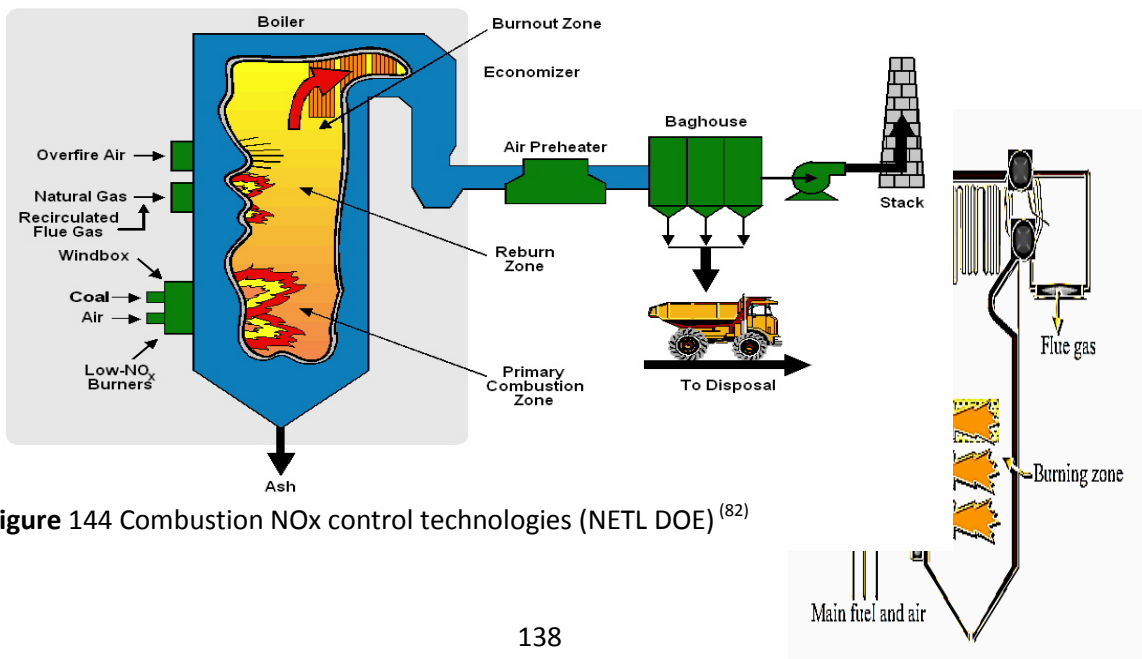 Boiler
Burnout Zone
Economizer
Overfire Air
Natural Gas
Recirculated
Flue Gas
Windbox
Coal
Air
Low-NOx
Burners
Air Preheater
Baghouse
Stack
Reburn
Zone
Primary
Combustion
Zone
To Disposal
Ash
Flue gas
Burning zone
Main fuel and air
igure 144 Combustion NOx control technologies (NETL DOE) (82)
138